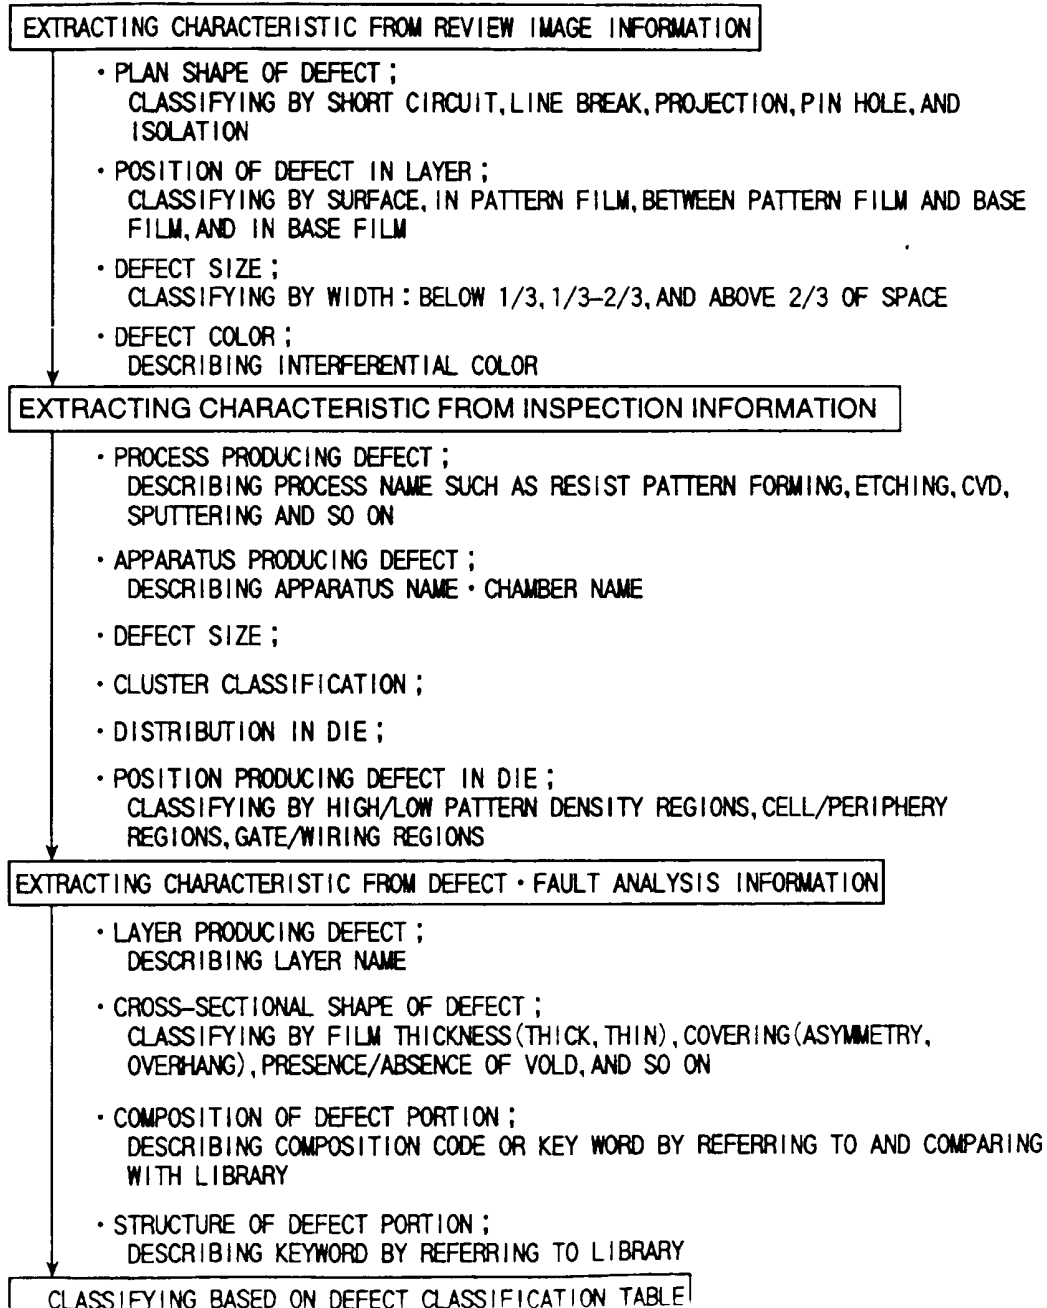 EXTRACTING CHARACTERISTIC FROM REVIEW IMAGE INFORMATION
・PLAN SHAPE OF DEFECT;
CLASSIFYING BY SHORT CIRCUIT, LINE BREAK, PROJECTION, PIN HOLE, AND
ISOLATION
・POSITION OF DEFECT IN LAYER;
CLASSIFYING BY SURFACE, IN PATTERN FILM, BETWEEN PATTERN FILM AND BASE
FILM, AND IN BASE FILM
・DEFECT SIZE;
CLASSIFYING BY WIDTH: BELOW 1/3, 1/3–2/3, AND ABOVE 2/3 OF SPACE
・DEFECT COLOR;
DESCRIBING INTERFERENTIAL COLOR
EXTRACTING CHARACTERISTIC FROM INSPECTION INFORMATION
・PROCESS PRODUCING DEFECT;
DESCRIBING PROCESS NAME SUCH AS RESIST PATTERN FORMING, ETCHING, CVD,
SPUTTERING AND SO ON
・APPARATUS PRODUCING DEFECT;
DESCRIBING APPARATUS NAME・CHAMBER NAME
・DEFECT SIZE;
・CLUSTER CLASSIFICATION;
・DISTRIBUTION IN DIE;
・POSITION PRODUCING DEFECT IN DIE;
CLASSIFYING BY HIGH/LOW PATTERN DENSITY REGIONS, CELL/PERIPHERY
REGIONS, GATE/WIRING REGIONS
EXTRACTING CHARACTERISTIC FROM DEFECT・FAULT ANALYSIS INFORMATION
・LAYER PRODUCING DEFECT;
DESCRIBING LAYER NAME
・CROSS–SECTIONAL SHAPE OF DEFECT;
CLASSIFYING BY FILM THICKNESS(THICK, THIN), COVERING(ASYMMETRY,
OVERHANG), PRESENCE/ABSENCE OF VOLD, AND SO ON
・COMPOSITION OF DEFECT PORTION;
DESCRIBING COMPOSITION CODE OR KEY WORD BY REFERRING TO AND COMPARING
WITH LIBRARY
・STRUCTURE OF DEFECT PORTION;
DESCRIBING KEYWORD BY REFERRING TO LIBRARY
CLASSIFYING BASED ON DEFECT CLASSIFICATION TABLE